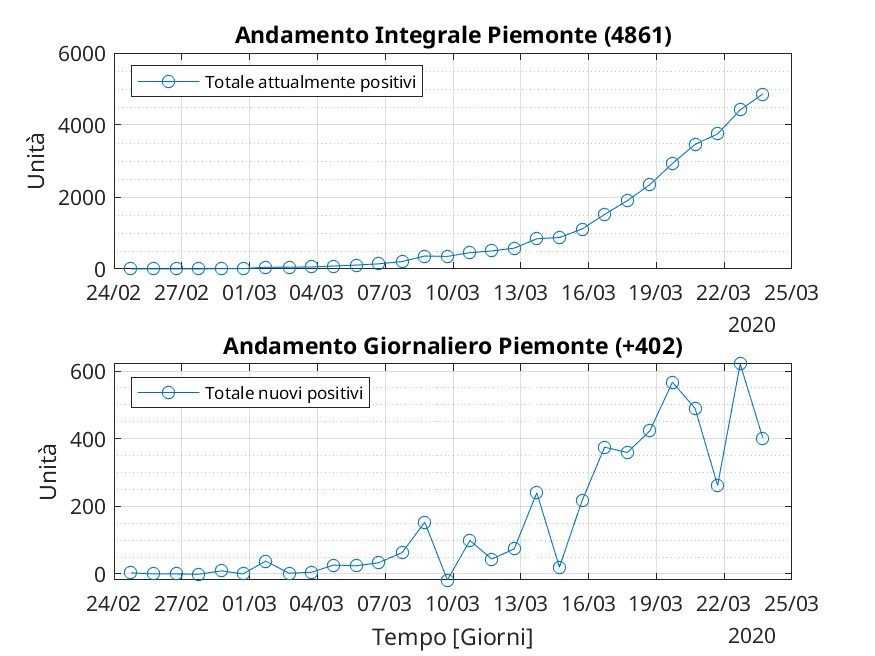 Andamento Integrale Piemonte (4861)
6000
4000
2000
0
Unità
Totale attualmente positivi
24/02 27/02 01/03 04/03 07/03 10/03 13/03 16/03 19/03 22/03 25/03
2020
Andamento Giornaliero Piemonte (+402)
600
400
200
0
Unità
Totale nuovi positivi
24/02 27/02 01/03 04/03 07/03 10/03 13/03 16/03 19/03 22/03 25/03
Tempo [Giorni]
2020